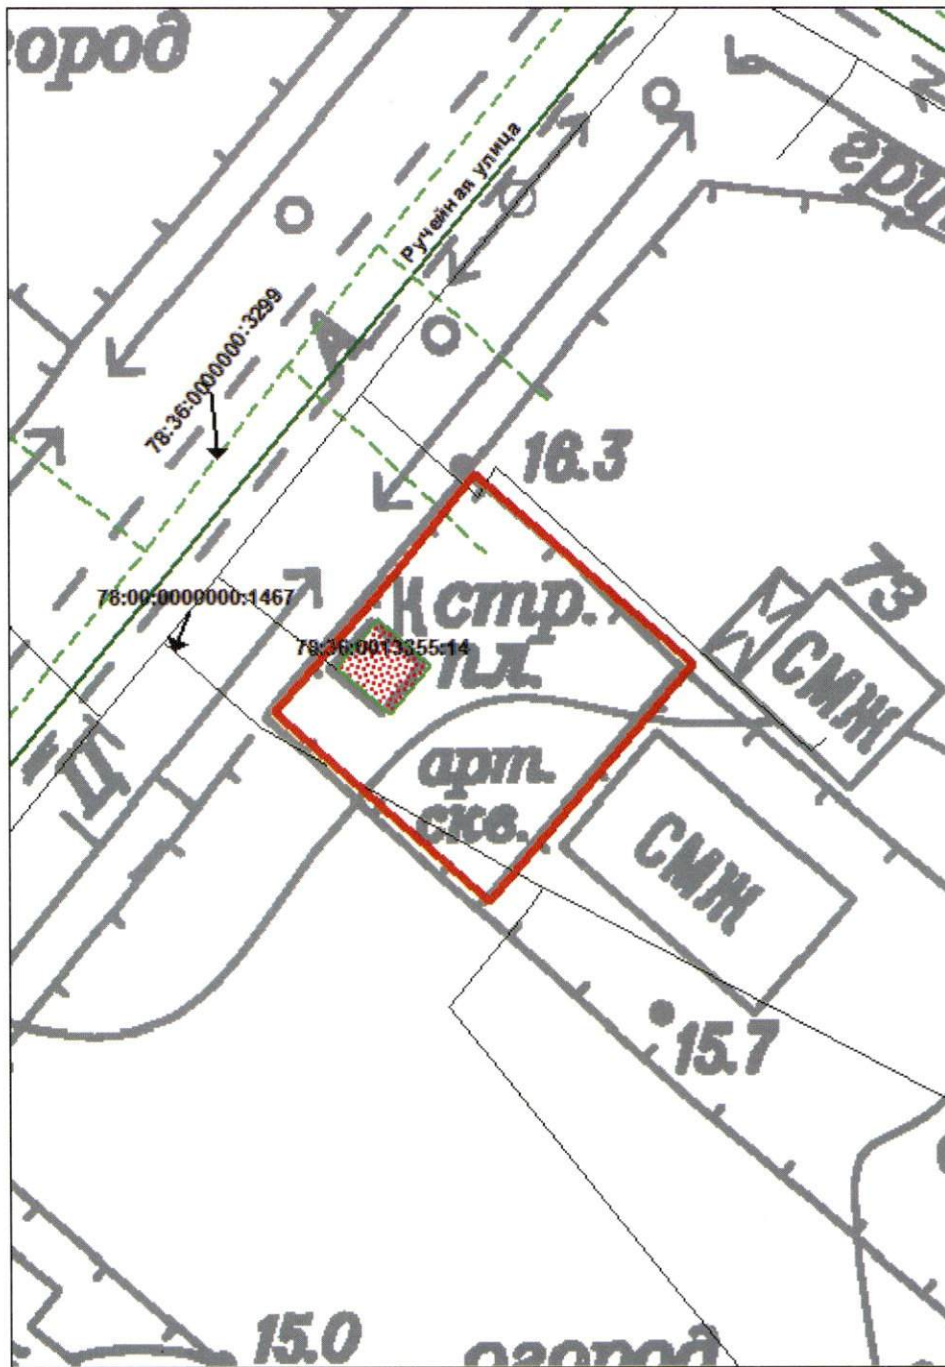 ород
Ручейная улица
А
78:36:0000000:3299
16.3
78:00:0000000:1467
К
стр.
пл.
78:36:0013355:14
73
СМЖ
арт.
скв.
СМЖ
15.7
15.0
огород